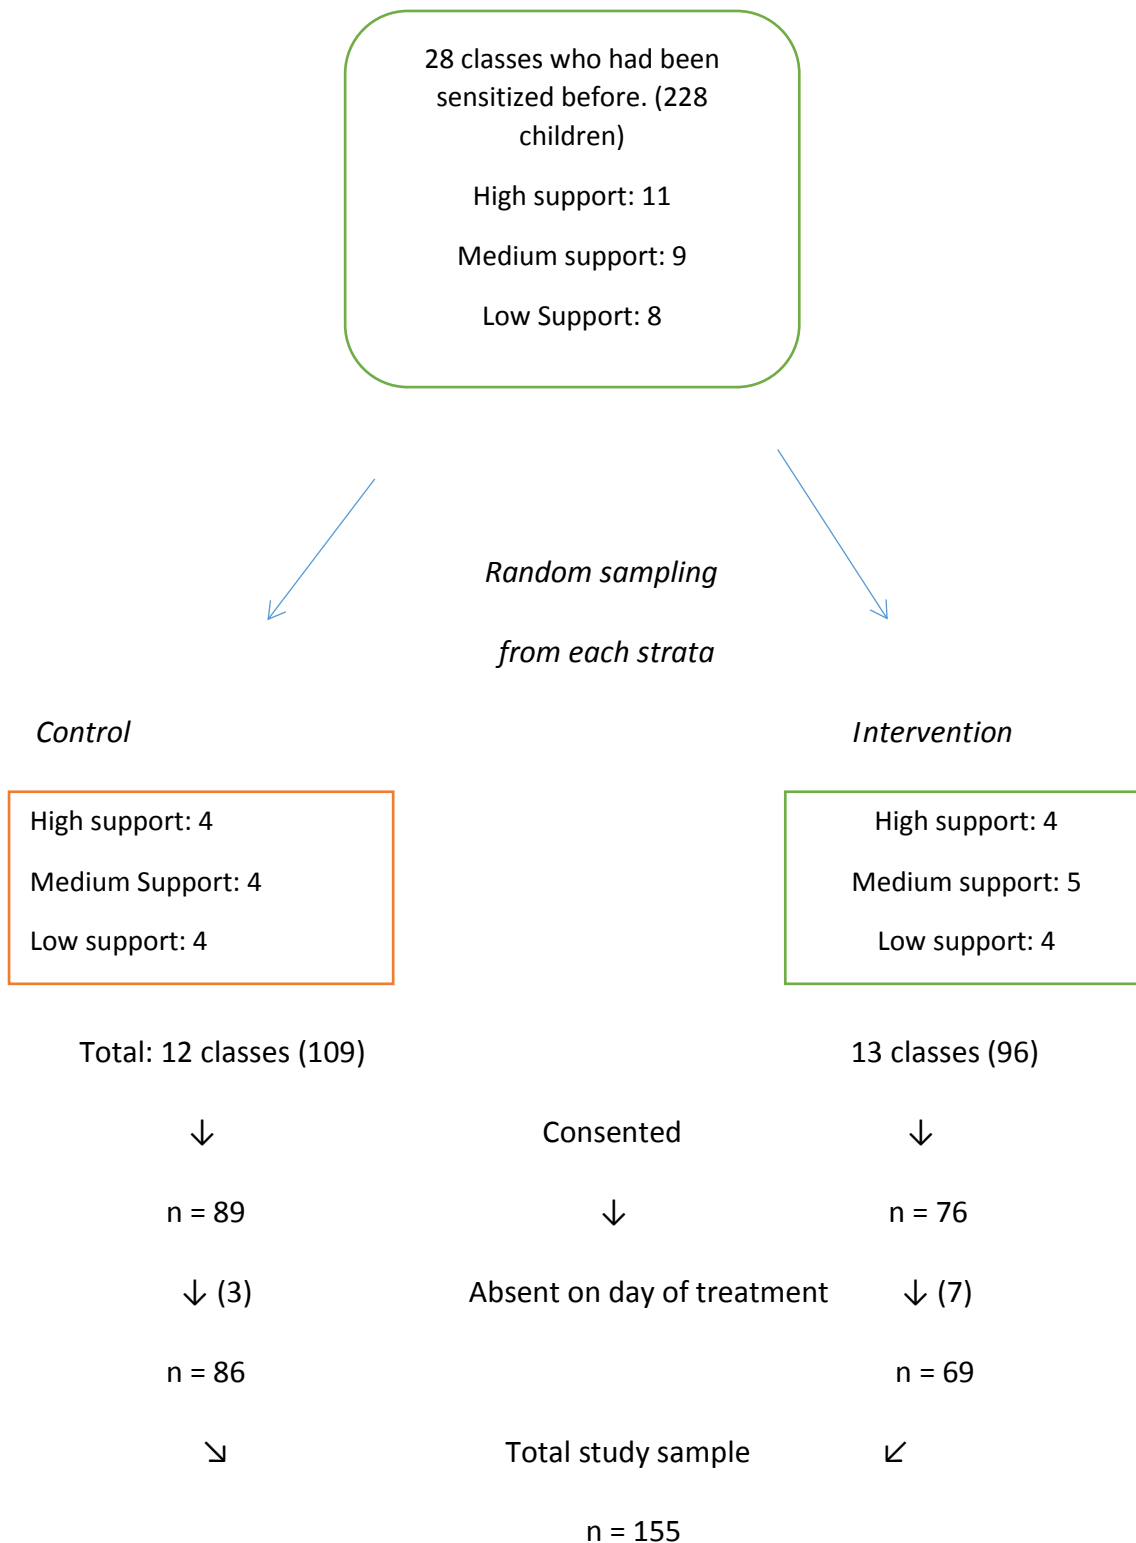 28 classes who had been
sensitized before. (228
children)
High support: 11
Medium support: 9
Low Support: 8
Random sampling
from each strata
Control
Intervention
High support: 4
Medium Support: 4
Low support: 4
High support: 4
Medium support: 5
Low support: 4
Total: 12 classes (109)
13 classes (96)
↓ Consented ↓
n = 89 ↓ n = 76
↓ (3) Absent on day of treatment ↓ (7)
n = 86 n = 69
↘ Total study sample ↙
n = 155